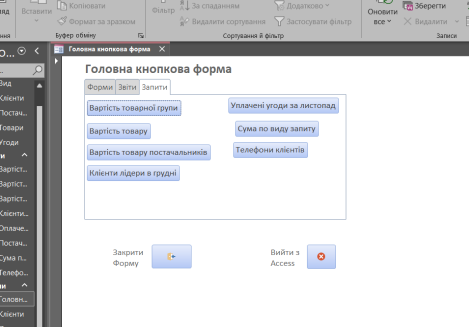 Копіювати
Формат за зразком
Буфер обміну
Фільтр
За спаданням
Видалити сортування
Додатково
Застосувати фільтр
Сортування й фільтр
Оновити
все
Зберегти
Видалити
Записи
Головна кнопкова форма
Головна кнопкова форма
Форми Звіти Запити
Вартість товарної групи
Уплачені угоди за листопад
Вартість товару
Сума по виду запиту
Вартість товару постачальників
Телефони клієнтів
Клієнти лідери в грудні
Закрити
Форму
Вийти з
Access
Вид
Клієнти
Постач...
Товари
Угоди
Вартіст...
Вартіст...
Вартіст...
Клієнти...
Оплаче...
Постач...
Сума п...
Телефо...
Головн...
Клієнти